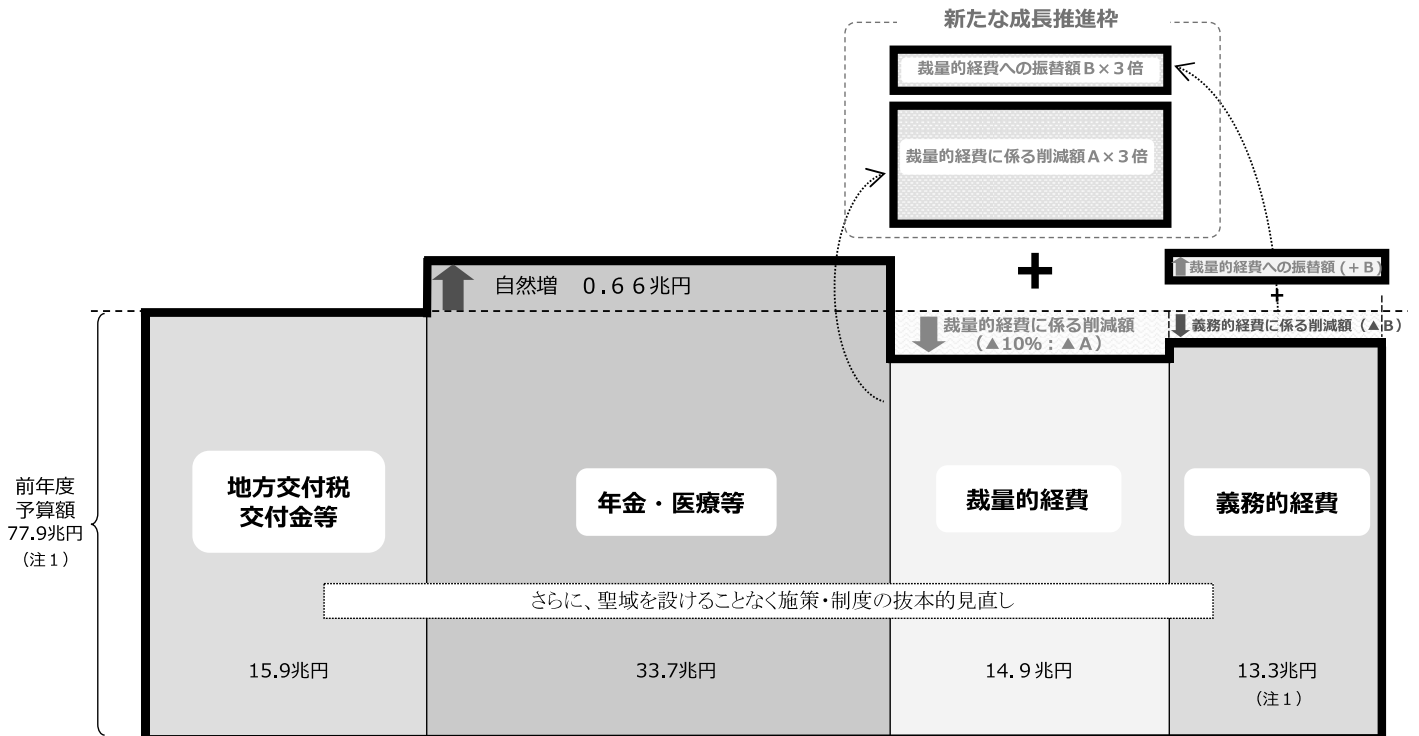 新たな成長推進枠
裁量的経費への振替額B×3倍
裁量的経費に係る削減額A×3倍
+
裁量的経費への振替額(+B)
+
自然増 0.66兆円
裁量的経費に係る削減額
(▲10%:▲A)
義務的経費に係る削減額(▲B)
前年度
予算額
77.9兆円
(注1)
地方交付税
交付金等
年金・医療等
裁量的経費
義務的経費
さらに、聖域を設けることなく施策・制度の抜本的見直し
15.9兆円
33.7兆円
14.9兆円
13.3兆円
(注1)